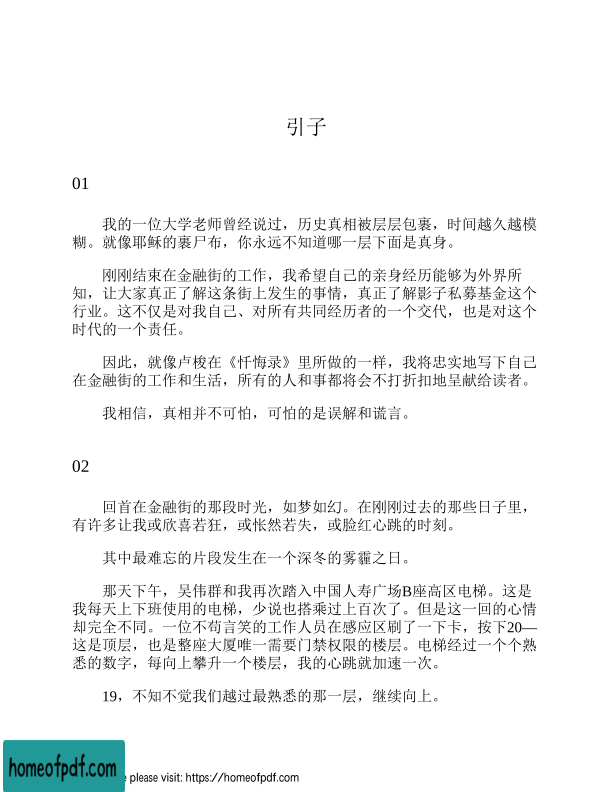 引子
01
我的一位大学老师曾经说过，历史真相被层层包裹，时间越久越模
糊。就像耶稣的裹尸布，你永远不知道哪一层下面是真身。
刚刚结束在金融街的工作，我希望自己的亲身经历能够为外界所
知，让大家真正了解这条街上发生的事情，真正了解影子私募基金这个
行业。这不仅是对我自己、对所有共同经历者的一个交代，也是对这个
时代的一个责任。
因此，就像卢梭在《忏悔录》里所做的一样，我将忠实地写下自己
在金融街的工作和生活，所有的人和事都将会不打折扣地呈献给读者。
我相信，真相并不可怕，可怕的是误解和谎言。
02
回首在金融街的那段时光，如梦如幻。在刚刚过去的那些日子里，
有许多让我或欣喜若狂，或怅然若失，或脸红心跳的时刻。
其中最难忘的片段发生在一个深冬的雾霾之日。
那天下午，吴伟群和我再次踏入中国人寿广场B座高区电梯。这是
我每天上下班使用的电梯，少说也搭乘过上百次了。但是这一回的心情
却完全不同。一位不苟言笑的工作人员在感应区刷了一下卡，按下20—
这是顶层，也是整座大厦唯一需要门禁权限的楼层。电梯经过一个个熟
悉的数字，每向上攀升一个楼层，我的心跳就加速一次。
19，不知不觉我们越过最熟悉的那一层，继续向上。
homeofpdf.com
e please visit: https://homeofpdf.com